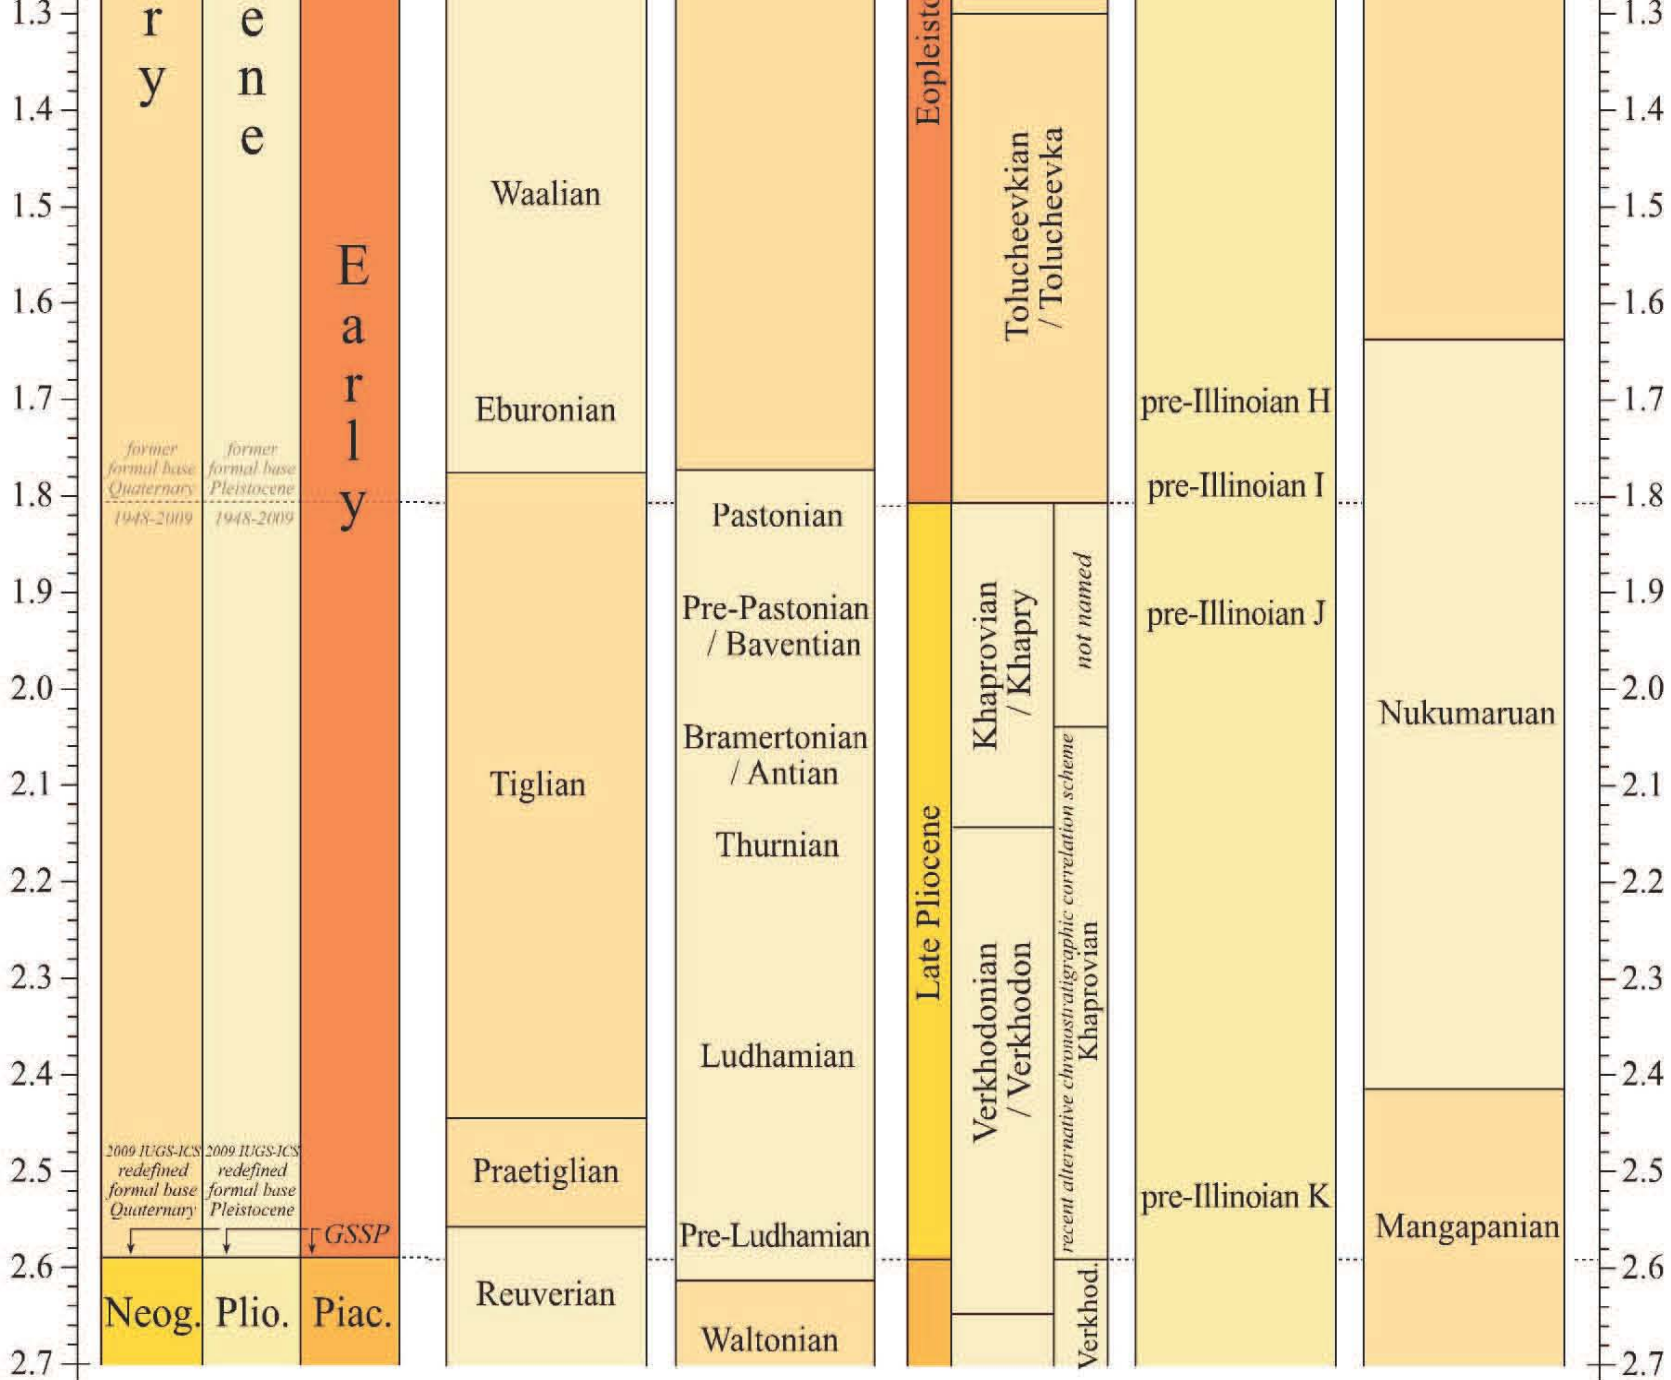 1.3
1.4
1.5
1.6
1.7
1.8
1.9
2.0
2.1
2.2
2.3
2.4
2.5
2.6
2.7
r
y
former
formal base
Quaternary
1948-2009
2009 IUGS-ICS
redefined
formal base
Quaternary
Neog.
e
n
e
former
formal base
Pleistocene
1948-2009
2009 IUGS-ICS
redefined
formal base
Pleistocene
Plio.
E
a
r
l
y
GSSP
Piac.
Waalian
Eburonian
Tiglian
Praetiglian
Reuverian
Pastonian
Pre-Pastonian
/ Baventian
Bramertonian
/ Antian
Thurnian
Ludhamian
Pre-Ludhamian
Waltonian
Eopleisto
Late Pliocene
Tolucheevkian
/ Tolucheevka
Khaprovian
/ Khapry
Verkhodonian
/ Verkhodon
not named
recent alternative chronostratigraphic correlation scheme
Khaprovian
Verkhod.
pre-Illinoian H
pre-Illinoian I
pre-Illinoian J
pre-Illinoian K
Nukumaruan
Mangapanian
1.3
1.4
1.5
1.6
1.7
1.8
1.9
2.0
2.1
2.2
2.3
2.4
2.5
2.6
2.7